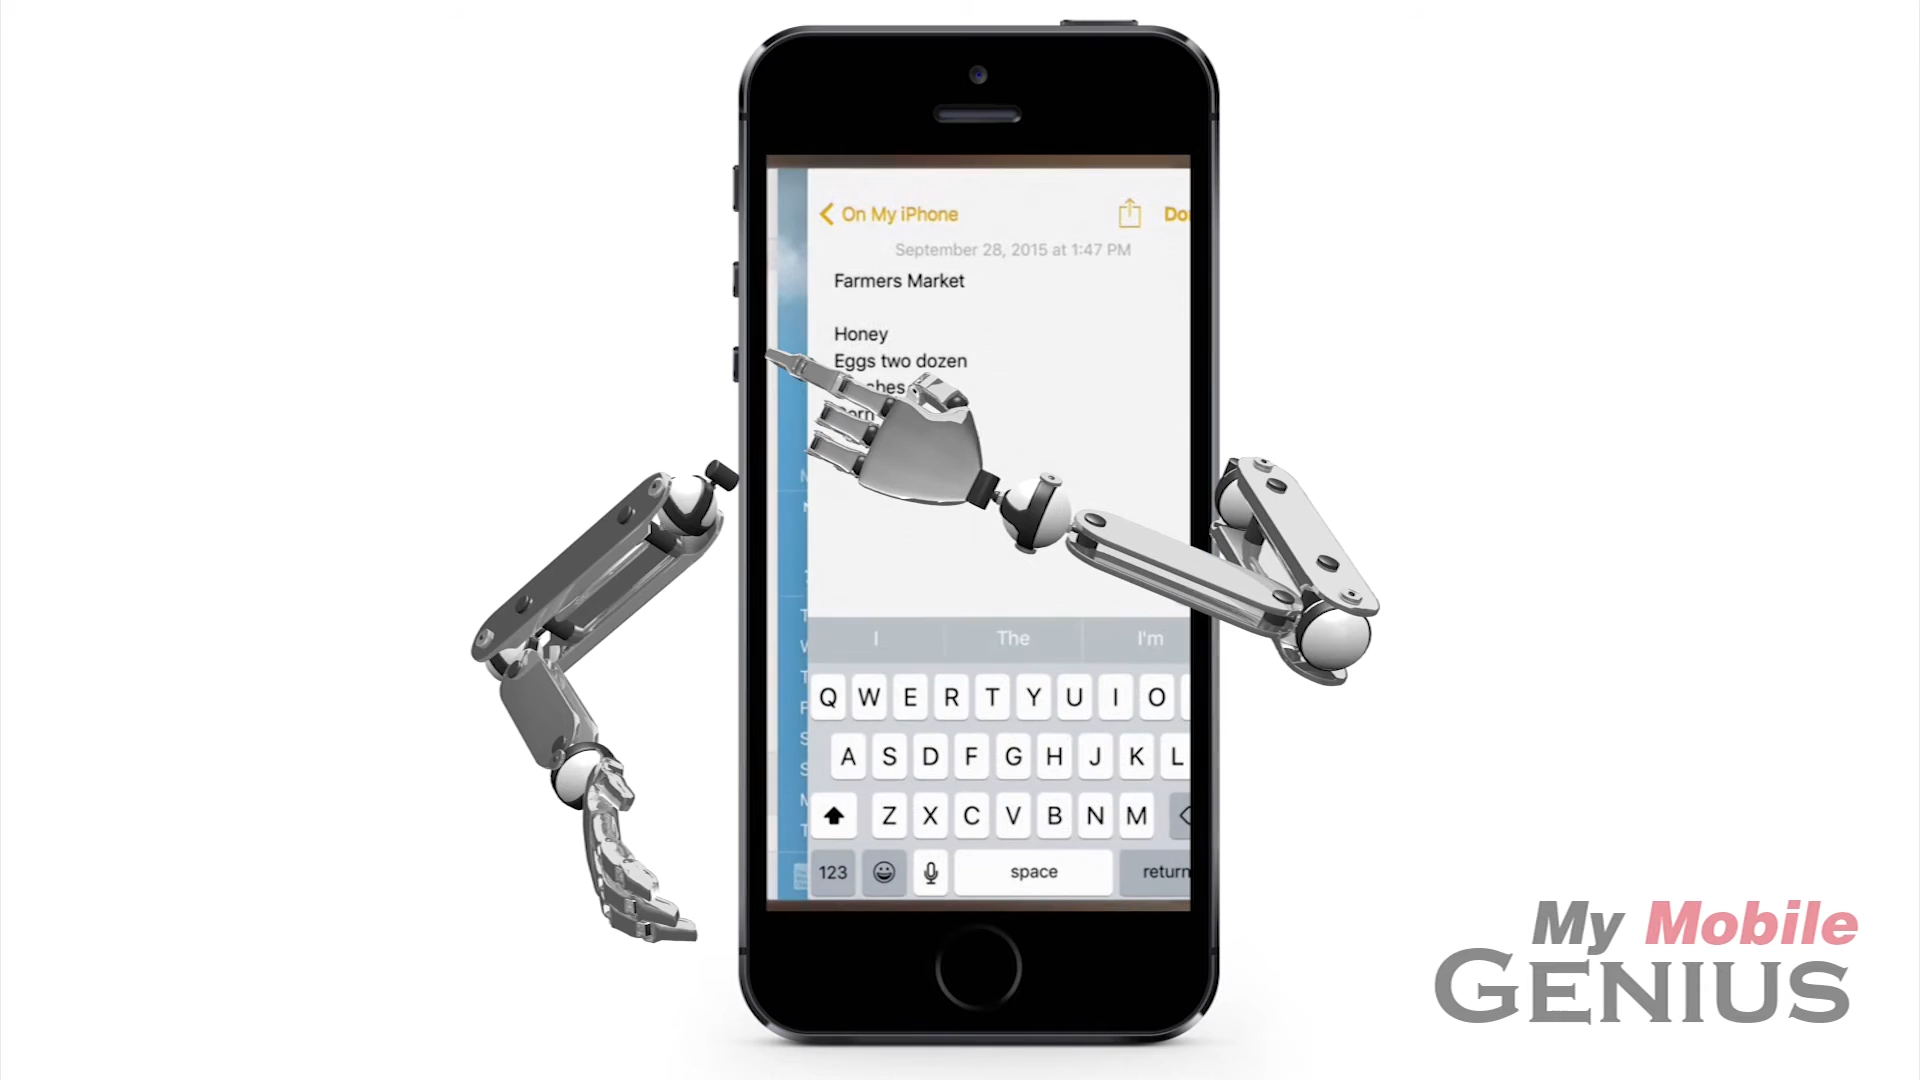 On My iPhone
Do
September 28, 2015 at 1:47 PM
Farmers Market
Honey
Eggs two dozen
I The I'm
Q W E R T Y U I O
A S D F G H J K L
Z X C V B N M
123 space return
My Mobile
GENIUS